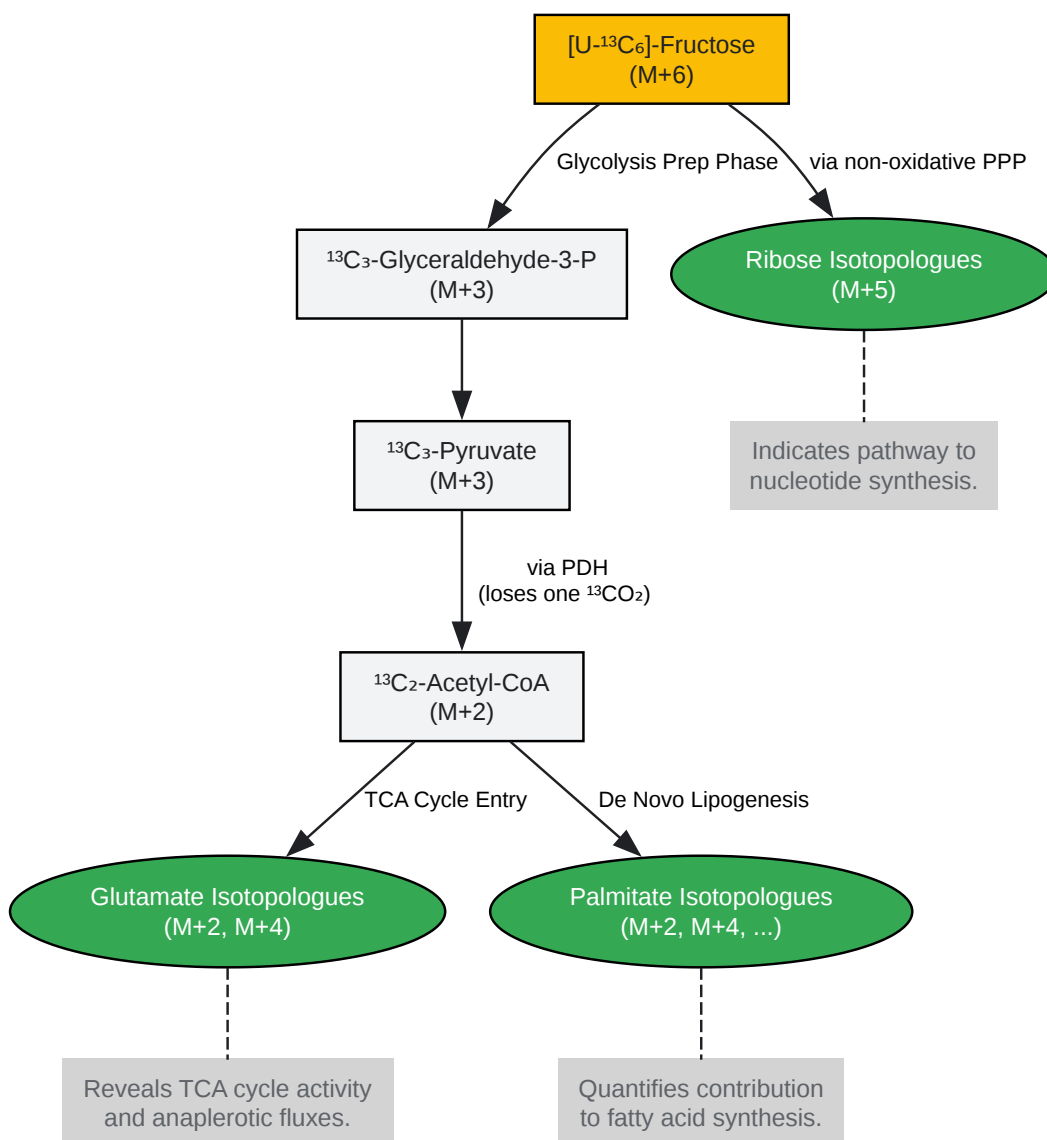 [U-¹³C₆]-Fructose
(M+6)
Glycolysis Prep Phase
via non-oxidative PPP
¹³C₃-Glyceraldehyde-3-P
(M+3)
Ribose Isotopologues
(M+5)
¹³C₃-Pyruvate
(M+3)
Indicates pathway to
nucleotide synthesis.
via PDH
(loses one ¹³CO₂)
¹³C₂-Acetyl-CoA
(M+2)
TCA Cycle Entry
De Novo Lipogenesis
Glutamate Isotopologues
(M+2, M+4)
Palmitate Isotopologues
(M+2, M+4, ...)
Reveals TCA cycle activity
and anaplerotic fluxes.
Quantifies contribution
to fatty acid synthesis.